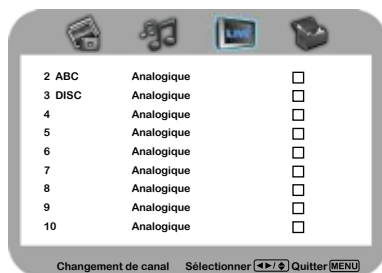 LIVE
2 ABC Analogique
3 DISC Analogique
4 Analogique
5 Analogique
6 Analogique
7 Analogique
8 Analogique
9 Analogique
10 Analogique
Changement de canal Sélectionner ◄►/♦ Quitter MENU